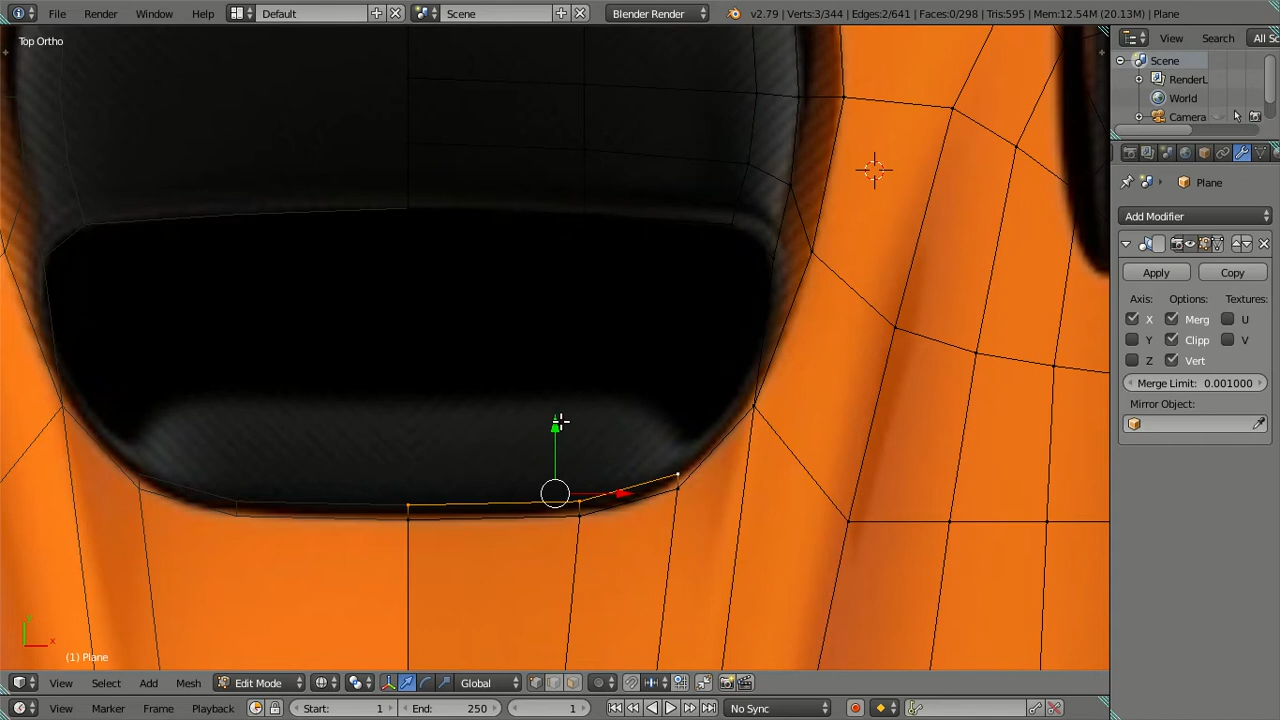 File Render Window Help Default Scene Blender Render v2.79 | Verts:3/344 | Edges:2/641 | Faces:0/298 | Tris:595 | Mem:12.54M (20.13M) | Plane
Top Ortho
View Search All Sc
Scene
RenderL
World
Camera
Plane
Add Modifier
Apply Copy
Axis: Options: Textures:
X Merg U
Y Clipp V
Z Vert
Merge Limit: 0.001000
Mirror Object:
y
x
(1) Plane
View Select Add Mesh Edit Mode Global
View Marker Frame Playback Start: 1 End: 250 1 No Sync